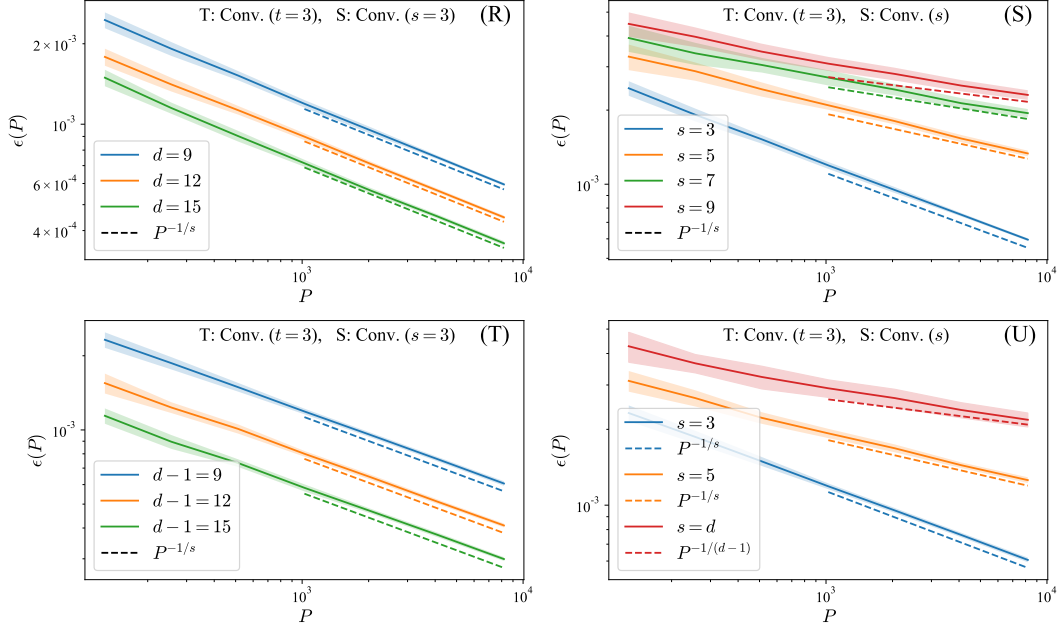 T: Conv. (t = 3), S: Conv. (s = 3) (R)
2 × 10⁻³
10⁻³
6 × 10⁻⁴
4 × 10⁻⁴
ϵ(P)
d = 9
d = 12
d = 15
P^{-1/s}
10³
10⁴
P
T: Conv. (t = 3), S: Conv. (s) (S)
10⁻³
ϵ(P)
s = 3
s = 5
s = 7
s = 9
P^{-1/s}
10³
10⁴
P
T: Conv. (t = 3), S: Conv. (s = 3) (T)
10⁻³
ϵ(P)
d − 1 = 9
d − 1 = 12
d − 1 = 15
P^{-1/s}
10³
10⁴
P
T: Conv. (t = 3), S: Conv. (s) (U)
10⁻³
ϵ(P)
s = 3
P^{-1/s}
s = 5
P^{-1/s}
s = d
P^{-1/(d − 1)}
10³
10⁴
P